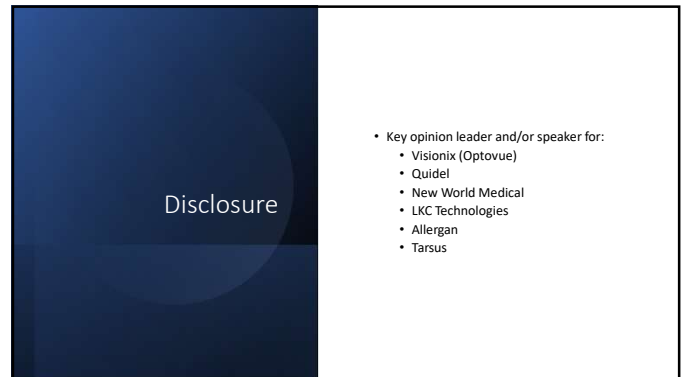 Disclosure
• Key opinion leader and/or speaker for:
• Visionix (Optovue)
• Quidel
• New World Medical
• LKC Technologies
• Allergan
• Tarsus